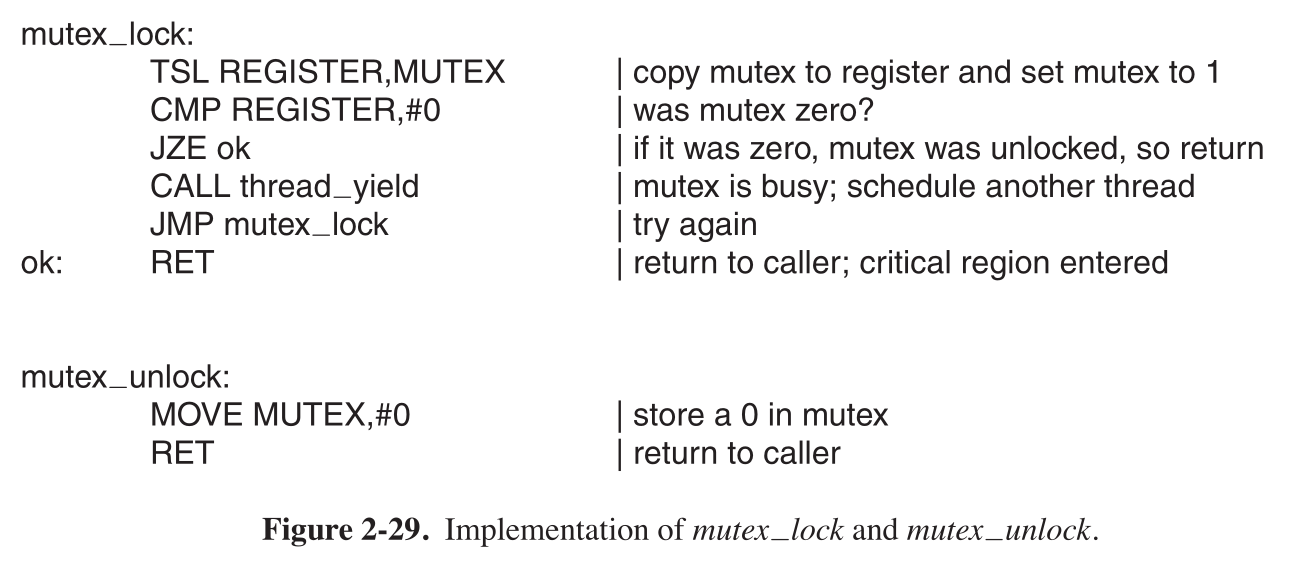 mutex_lock:
TSL REGISTER,MUTEX | copy mutex to register and set mutex to 1
CMP REGISTER,#0 | was mutex zero?
JZE ok | if it was zero, mutex was unlocked, so return
CALL thread_yield | mutex is busy; schedule another thread
JMP mutex_lock | try again
ok: RET | return to caller; critical region entered
mutex_unlock:
MOVE MUTEX,#0 | store a 0 in mutex
RET | return to caller
Figure 2-29. Implementation of mutex_lock and mutex_unlock.